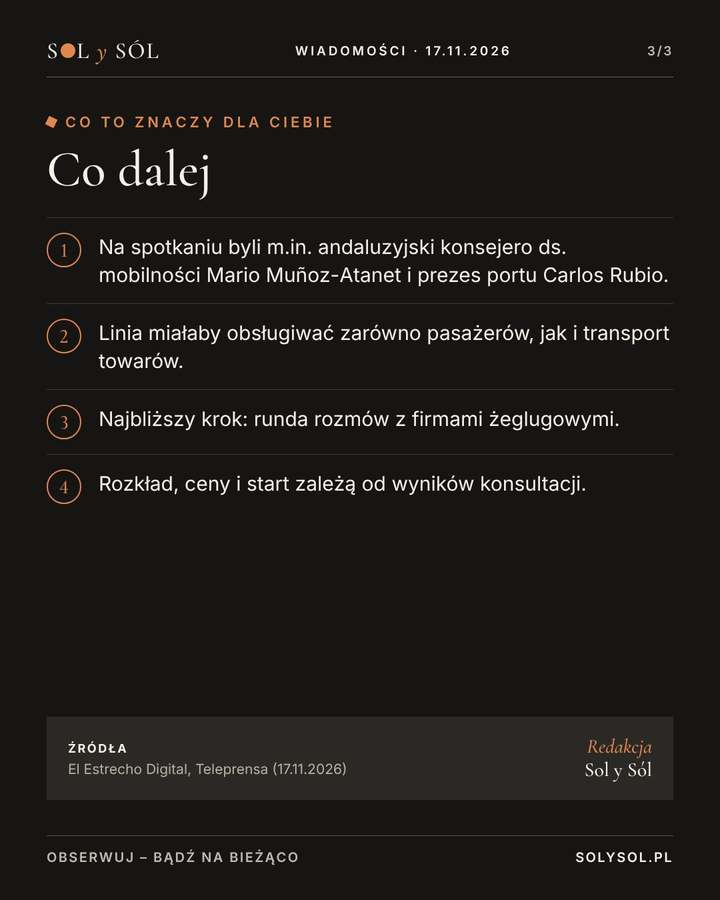 SOL y SÓL
WIADOMOŚCI · 17.11.2026
3/3
CO TO ZNACZY DLA CIEBIE
Co dalej
1 Na spotkaniu byli m.in. andaluzyjski konsejero ds.
mobilności Mario Muñoz-Atanet i prezes portu Carlos Rubio.
2 Linia miałaby obsługiwać zarówno pasażerów, jak i transport
towarów.
3 Najbliższy krok: runda rozmów z firmami żeglugowymi.
4 Rozkład, ceny i start zależą od wyników konsultacji.
ŹRÓDŁA
El Estrecho Digital, Teleprensa (17.11.2026)
Redakcja
Sol y Sól
OBSERWUJ – BĄDŹ NA BIEŻĄCO
SOLYSOL.PL